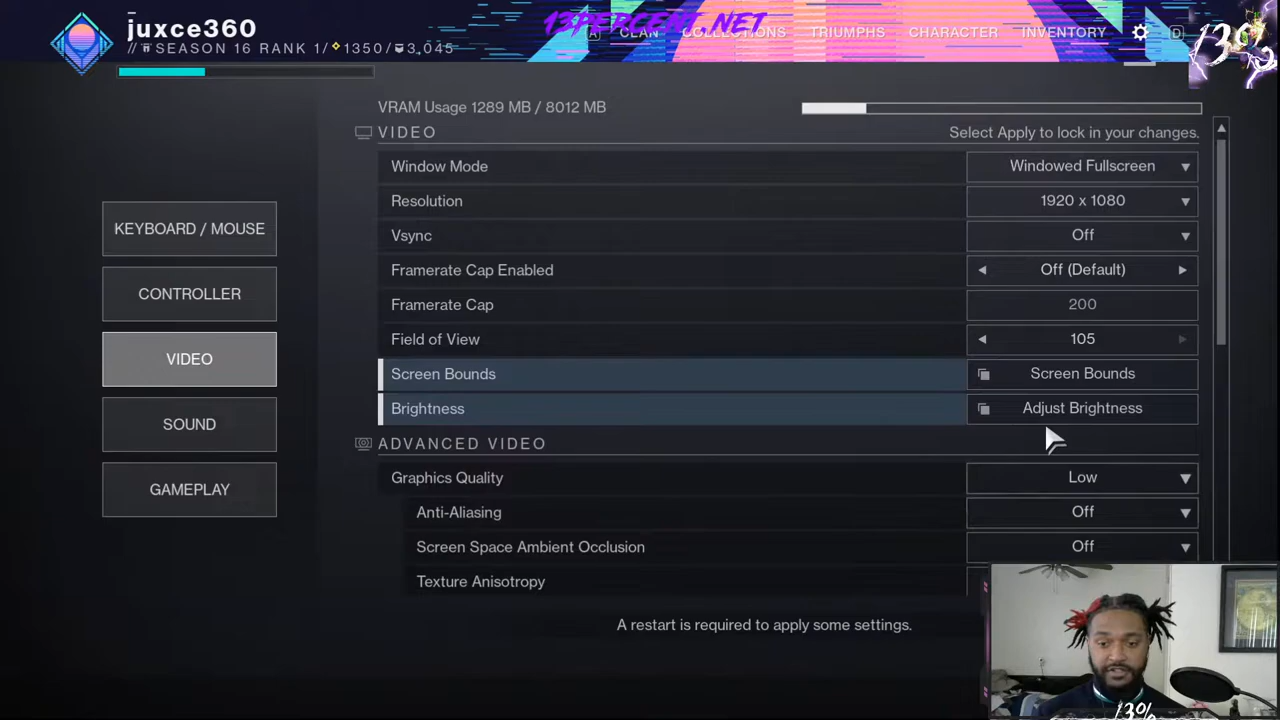 juxce360
13PERCENT.NET
// SEASON 16 RANK 1/ 1350/ 3,045
CLAN COLLECTIONS TRIUMPHS CHARACTER INVENTORY D
13%
VRAM Usage 1289 MB / 8012 MB
VIDEO
Select Apply to lock in your changes.
Window Mode Windowed Fullscreen
Resolution 1920 x 1080
Vsync Off
Framerate Cap Enabled Off (Default)
Framerate Cap 200
Field of View 105
Screen Bounds Screen Bounds
Brightness Adjust Brightness
ADVANCED VIDEO
Graphics Quality Low
Anti-Aliasing Off
Screen Space Ambient Occlusion Off
Texture Anisotropy
A restart is required to apply some settings.
KEYBOARD / MOUSE
CONTROLLER
VIDEO
SOUND
GAMEPLAY
13%